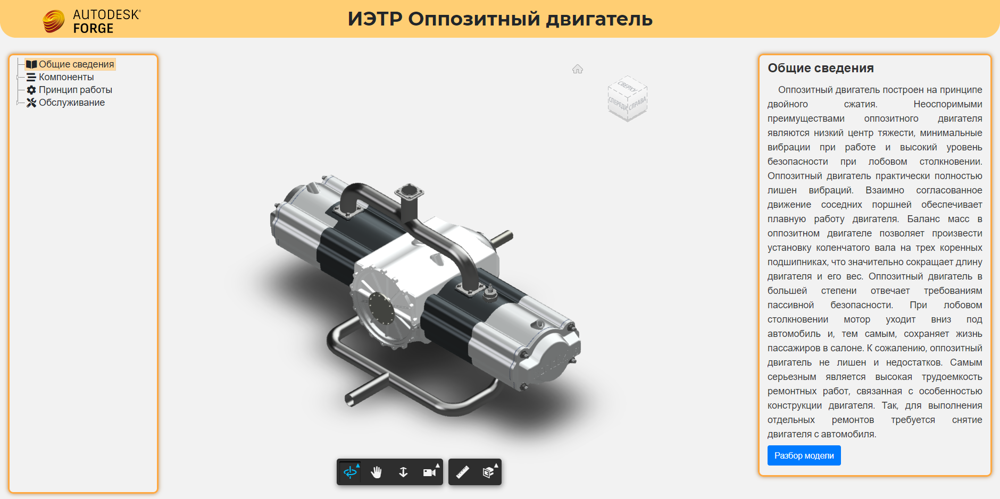 AUTODESK®
FORGE
ИЭТР Оппозитный двигатель
Общие сведения
Компоненты
Принцип работы
Обслуживание
СВЕРХУ
СПЕРЕДИ
СПРАВА
Общие сведения
Оппозитный двигатель построен на принципе
двойного сжатия. Неоспоримыми
преимуществами оппозитного двигателя
являются низкий центр тяжести, минимальные
вибрации при работе и высокий уровень
безопасности при лобовом столкновении.
Оппозитный двигатель практически полностью
лишен вибраций. Взаимно согласованное
движение соседних поршней обеспечивает
плавную работу двигателя. Баланс масс в
оппозитном двигателе позволяет произвести
установку коленчатого вала на трех коренных
подшипниках, что значительно сокращает длину
двигателя и его вес. Оппозитный двигатель в
большей степени отвечает требованиям
пассивной безопасности. При лобовом
столкновении мотор уходит вниз под
автомобиль и, тем самым, сохраняет жизнь
пассажиров в салоне. К сожалению, оппозитный
двигатель не лишен и недостатков. Самым
серьезным является высокая трудоемкость
ремонтных работ, связанная с особенностью
конструкции двигателя. Так, для выполнения
отдельных ремонтов требуется снятие
двигателя с автомобиля.
Разбор модели